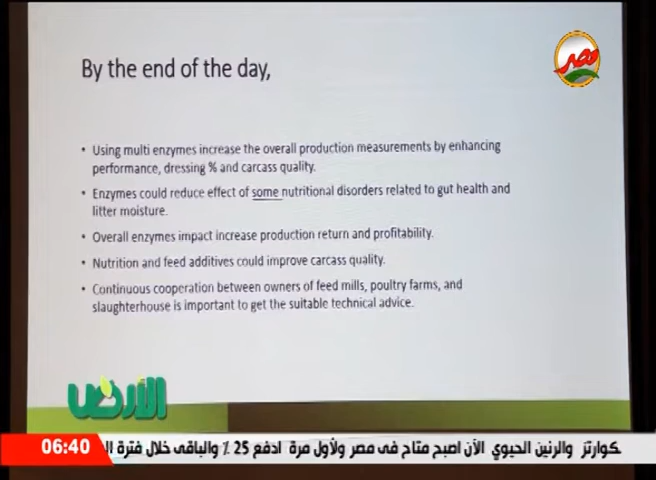 By the end of the day,
مصر
• Using multi enzymes increase the overall production measurements by enhancing
performance, dressing % and carcass quality.
• Enzymes could reduce effect of some nutritional disorders related to gut health and
litter moisture.
• Overall enzymes impact increase production return and profitability.
• Nutrition and feed additives could improve carcass quality.
• Continuous cooperation between owners of feed mills, poultry farms, and
slaughterhouse is important to get the suitable technical advice.
الأرض
06:40
كوارتز والرنين الحيوي الآن اصبح متاح فى مصر ولأول مرة ادفع 25 ٪ والباقى خلال فترة